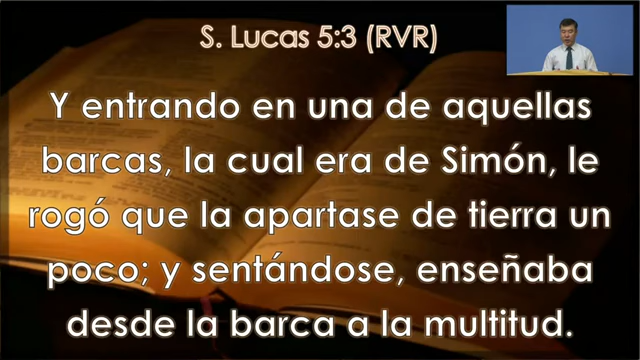 S. Lucas 5:3 (RVR)
Y entrando en una de aquellas
barcas, la cual era de Simón, le
rogó que la apartase de tierra un
poco; y sentándose, enseñaba
desde la barca a la multitud.